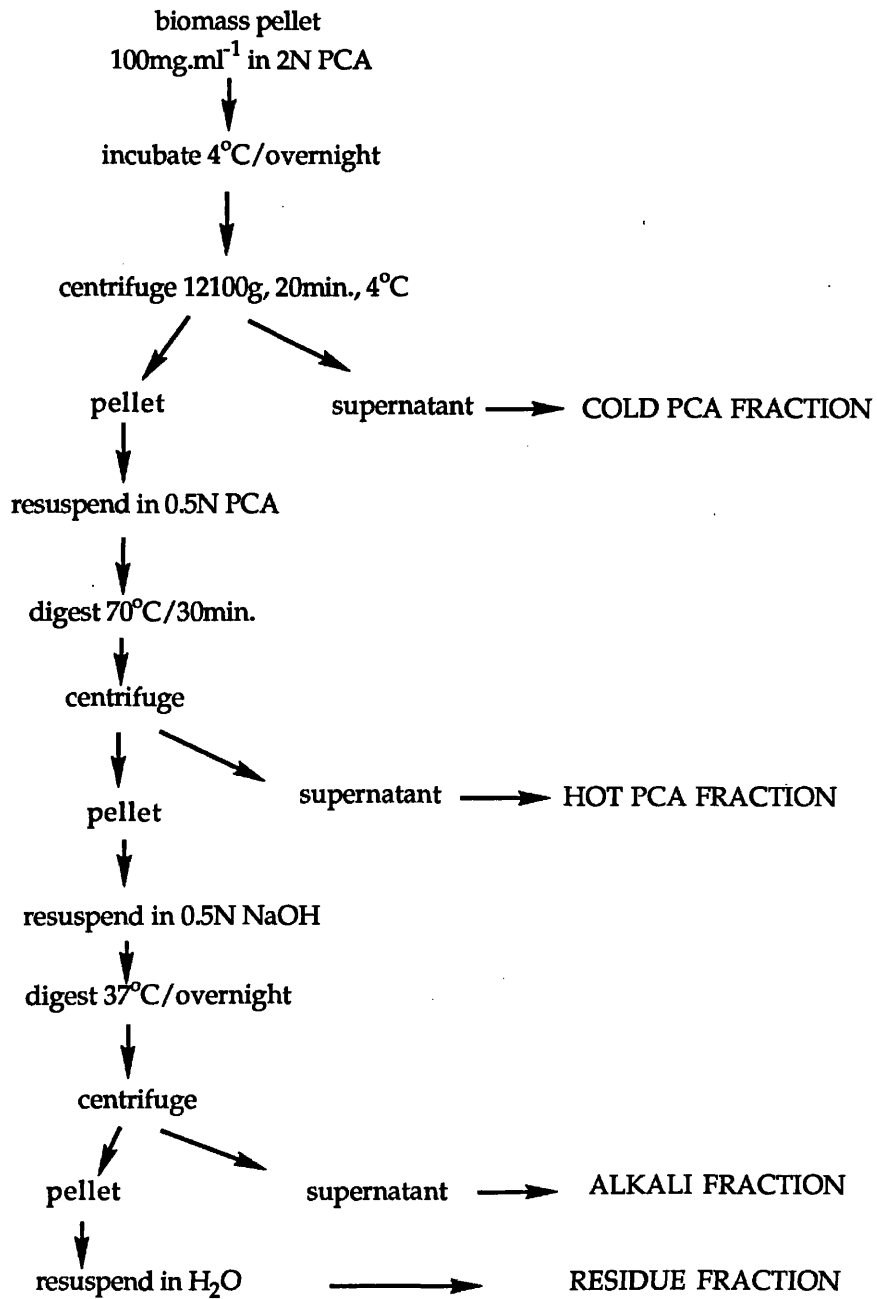 biomass pellet
100mg.ml⁻¹ in 2N PCA
incubate 4°C/overnight
centrifuge 12100g, 20min., 4°C
pellet
supernatant
COLD PCA FRACTION
resuspend in 0.5N PCA
digest 70°C/30min.
centrifuge
supernatant
HOT PCA FRACTION
pellet
resuspend in 0.5N NaOH
digest 37°C/overnight
centrifuge
pellet
supernatant
ALKALI FRACTION
resuspend in H₂O
RESIDUE FRACTION